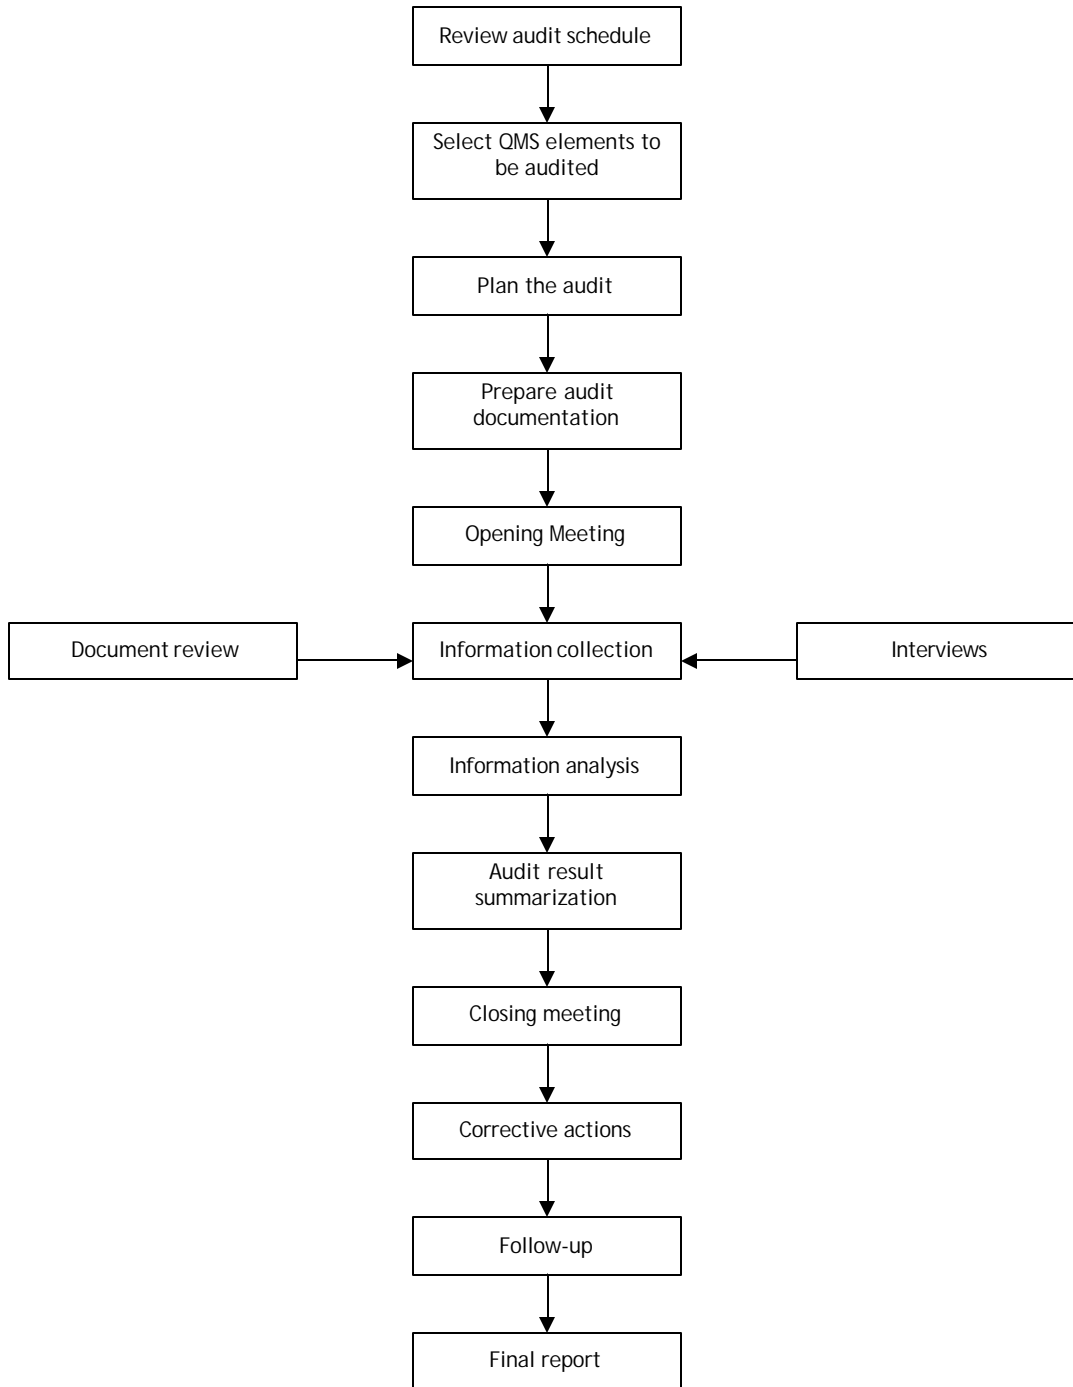 Review audit schedule
Select QMS elements to
be audited
Plan the audit
Prepare audit
documentation
Opening Meeting
Document review
Information collection
Interviews
Information analysis
Audit result
summarization
Closing meeting
Corrective actions
Follow-up
Final report